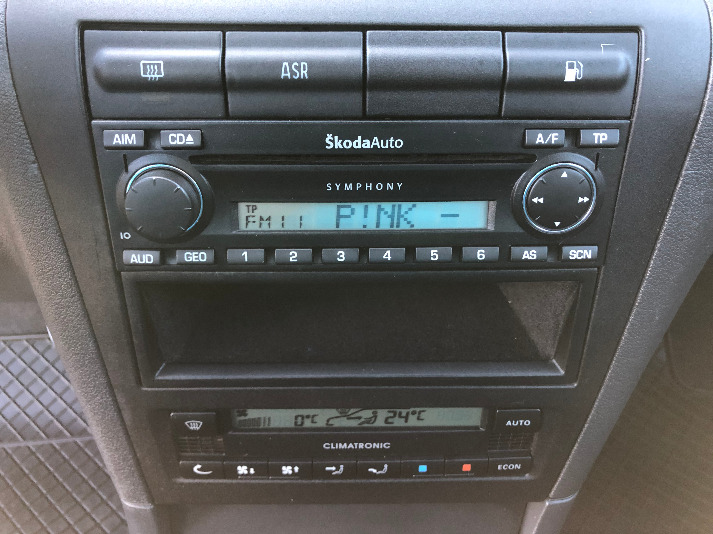 ASR
AIM CD ŠkodaAuto A/F TP
SYMPHONY
TP
FM11 P!NK -
AUD GEO 1 2 3 4 5 6 AS SCN
0°C 24°C
AUTO
CLIMATRONIC
ECON